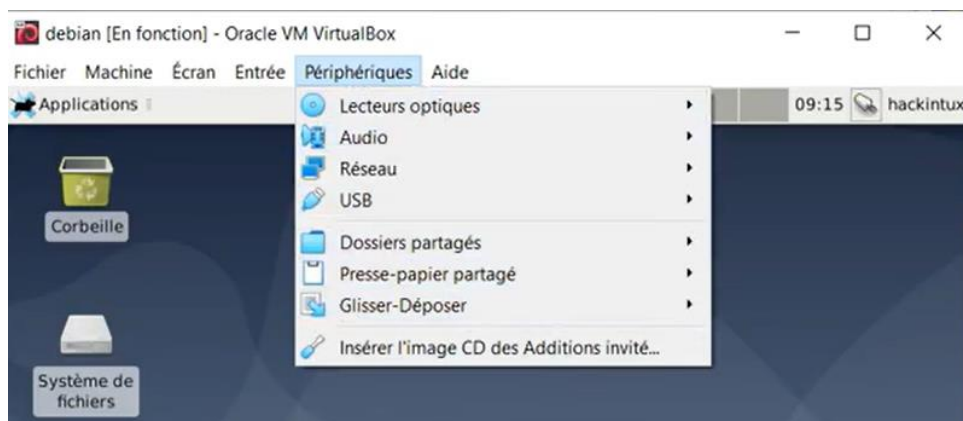 debian [En fonction] - Oracle VM VirtualBox
Fichier Machine Écran Entrée Périphériques Aide
Applications 09:15 hackintux
Lecteurs optiques
Audio
Réseau
USB
Dossiers partagés
Presse-papier partagé
Glisser-Déposer
Insérer l'image CD des Additions invité...
Corbeille
Système de
fichiers